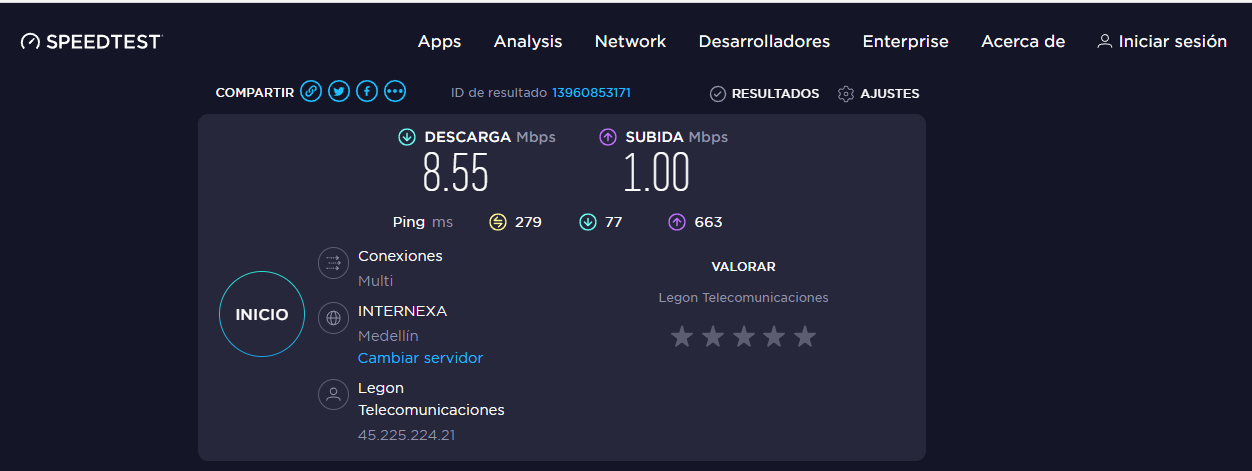 SPEEDTEST Apps Analysis Network Desarrolladores Enterprise Acerca de Iniciar sesión
COMPARTIR ID de resultado 13960853171 RESULTADOS AJUSTES
DESCARGA Mbps SUBIDA Mbps
8.55 1.00
Ping ms 279 77 663
Conexiones
Multi
INICIO
INTERNEXA
Medellín
Cambiar servidor
Legon
Telecomunicaciones
45.225.224.21
VALORAR
Legon Telecomunicaciones